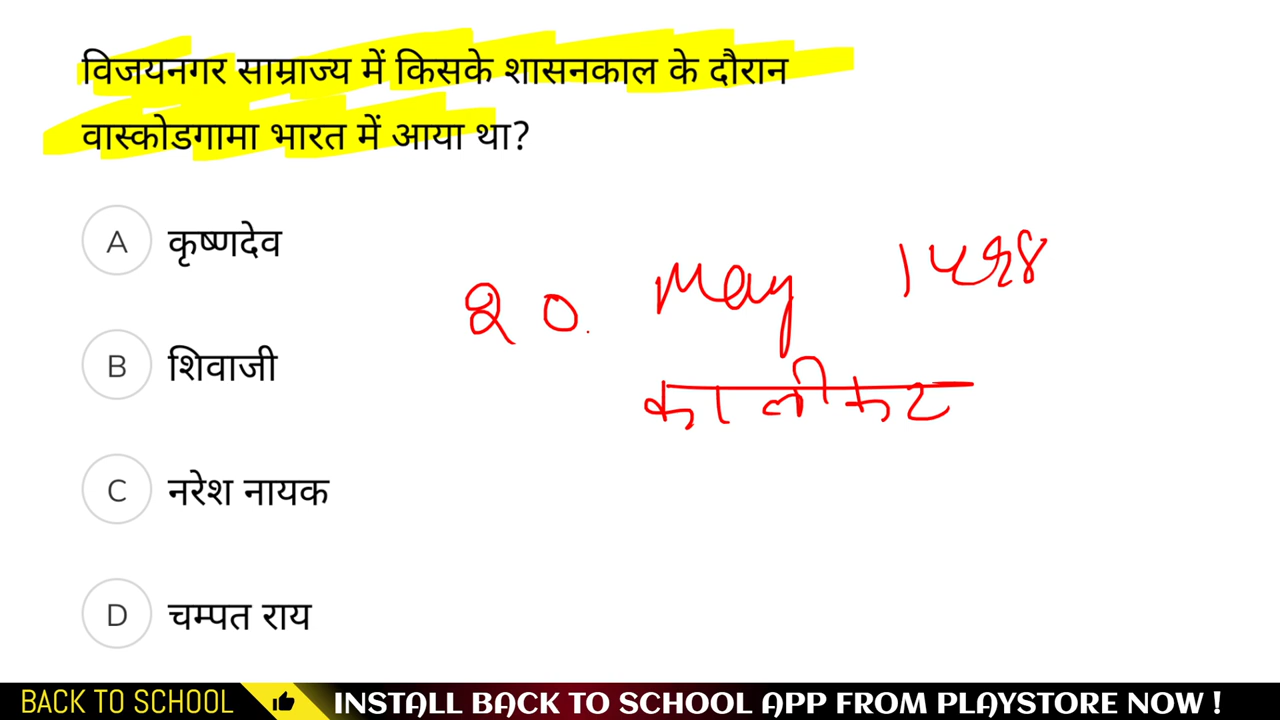 विजयनगर साम्राज्य में किसके शासनकाल के दौरान
वास्कोडगामा भारत में आया था?
A कृष्णदेव
B शिवाजी
C नरेश नायक
D चम्पत राय
20. May 1498
कालीकट
BACK TO SCHOOL INSTALL BACK TO SCHOOL APP FROM PLAYSTORE NOW !